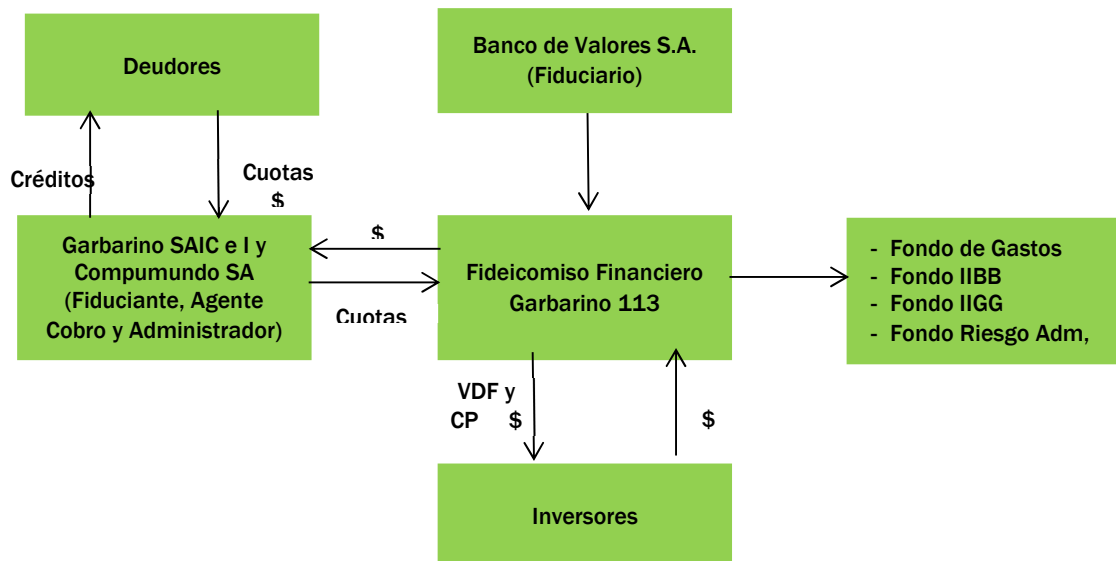 Deudores
Banco de Valores S.A.
(Fiduciario)
Créditos
Cuotas
$
Garbarino SAIC e I y
Compumundo SA
(Fiduciante, Agente
Cobro y Administrador)
$
Cuotas
Fideicomiso Financiero
Garbarino 113
- Fondo de Gastos
- Fondo IIBB
- Fondo IIGG
- Fondo Riesgo Adm,
VDF y
CP $
$
Inversores